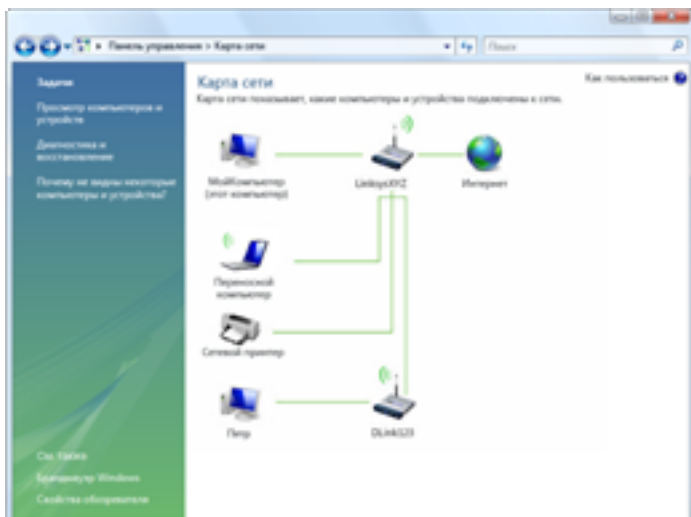 Панель управления > Карта сети
Поиск
Задачи
Просмотр компьютеров и
устройств
Диагностика и
восстановление
Почему не видны некоторые
компьютеры и устройства?
Карта сети
Как пользоваться
Карта сети показывает, какие компьютеры и устройства подключены к сети.
МойКомпьютер
(этот компьютер)
LinksysXYZ
Интернет
Переносной
компьютер
Сетевой принтер
Петр
DLink123
См. также
Брандмауэр Windows
Свойства обозревателя